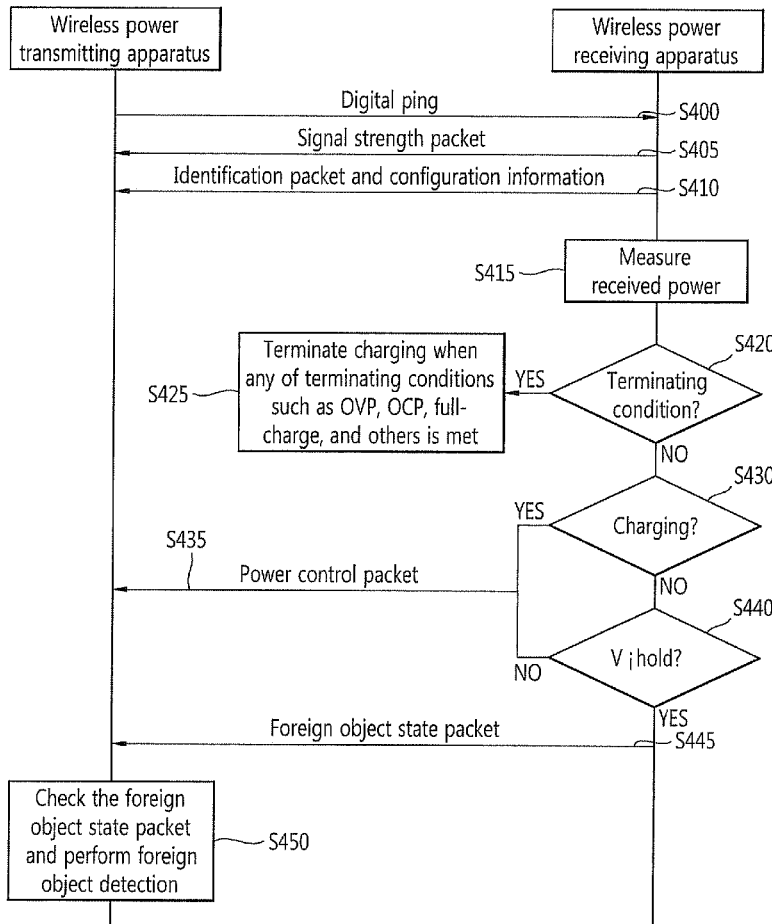 Wireless power
transmitting apparatus
Wireless power
receiving apparatus
Digital ping
S400
Signal strength packet
S405
Identification packet and configuration information
S410
Measure
received power
S415
S420
Terminate charging when
any of terminating conditions
such as OVP, OCP, full-
charge, and others is met
S425
YES
Terminating
condition?
NO
S430
YES
Charging?
S435
Power control packet
NO
S440
V ¡hold?
NO
YES
Foreign object state packet
S445
Check the foreign
object state packet
and perform foreign
object detection
S450